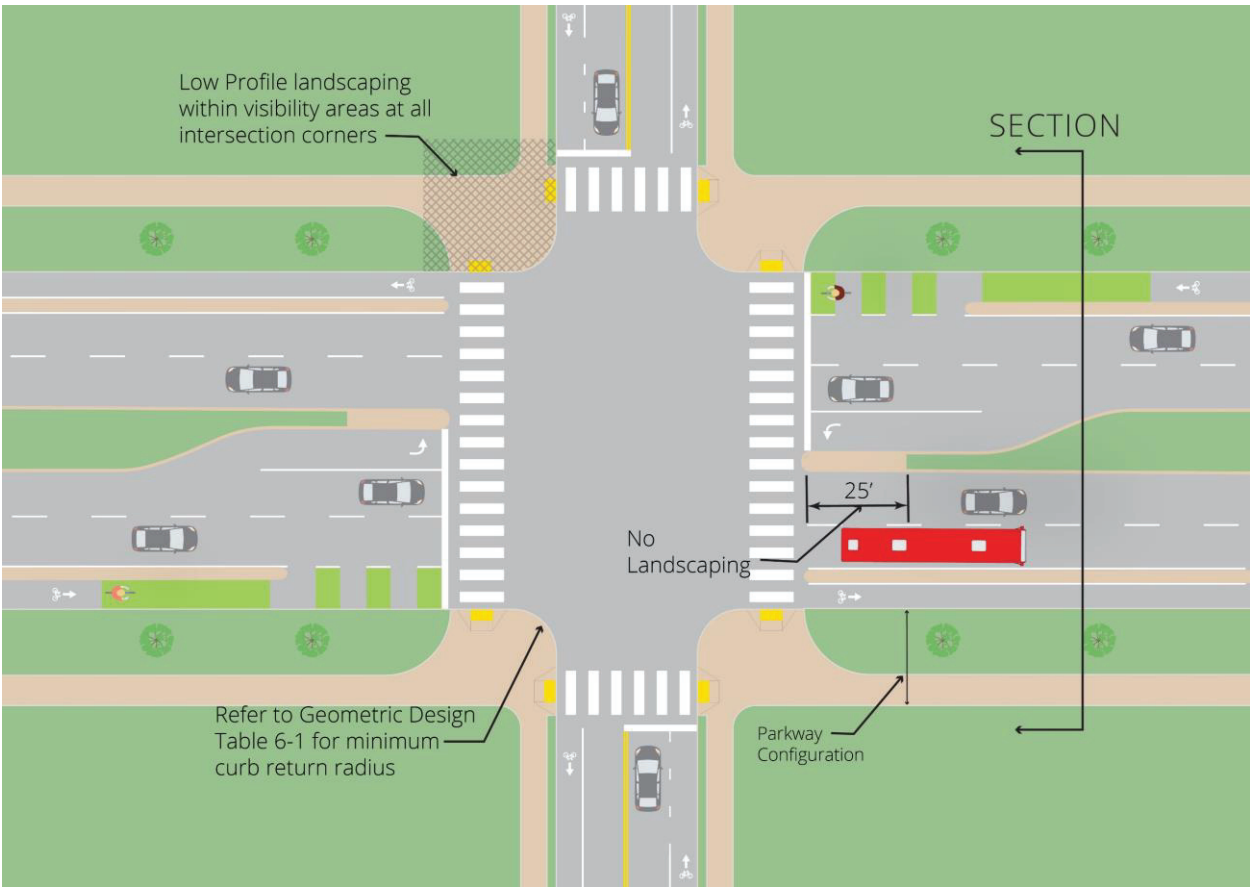 Low Profile landscaping
within visibility areas at all
intersection corners
SECTION
25’
No
Landscaping
Refer to Geometric Design
Table 6-1 for minimum
curb return radius
Parkway
Configuration